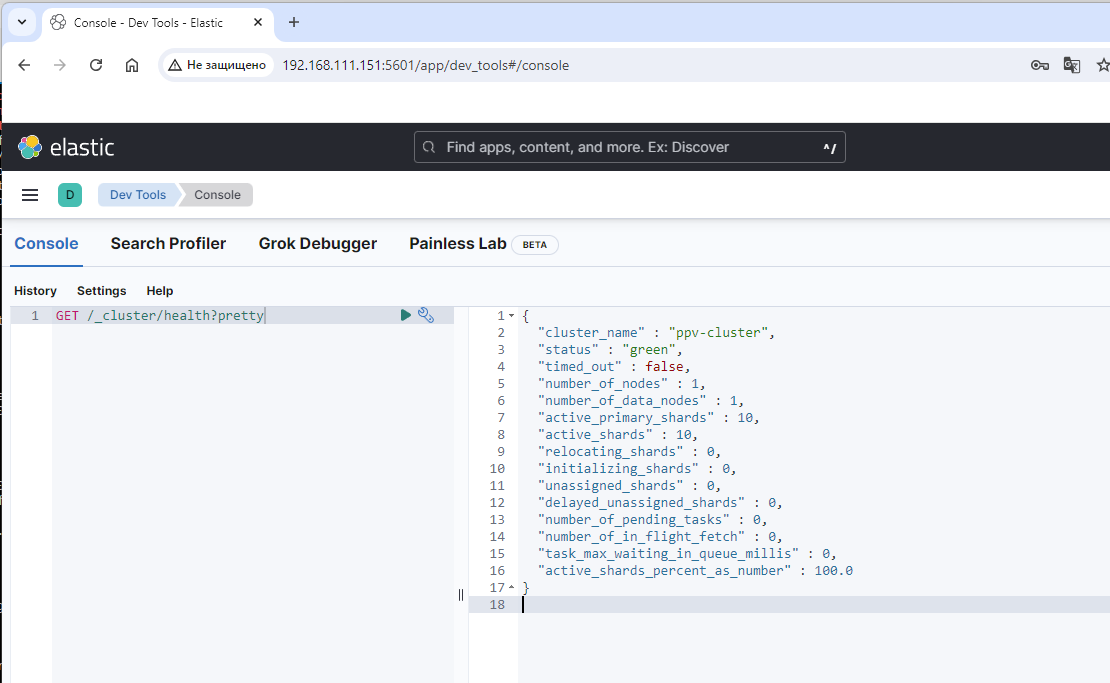 Console - Dev Tools - Elastic
Не защищено 192.168.111.151:5601/app/dev_tools#/console
elastic Find apps, content, and more. Ex: Discover ^/
D Dev Tools Console
Console Search Profiler Grok Debugger Painless Lab BETA
History Settings Help
1 GET /_cluster/health?pretty
1 {
2 "cluster_name" : "ppv-cluster",
3 "status" : "green",
4 "timed_out" : false,
5 "number_of_nodes" : 1,
6 "number_of_data_nodes" : 1,
7 "active_primary_shards" : 10,
8 "active_shards" : 10,
9 "relocating_shards" : 0,
10 "initializing_shards" : 0,
11 "unassigned_shards" : 0,
12 "delayed_unassigned_shards" : 0,
13 "number_of_pending_tasks" : 0,
14 "number_of_in_flight_fetch" : 0,
15 "task_max_waiting_in_queue_millis" : 0,
16 "active_shards_percent_as_number" : 100.0
17 }
18